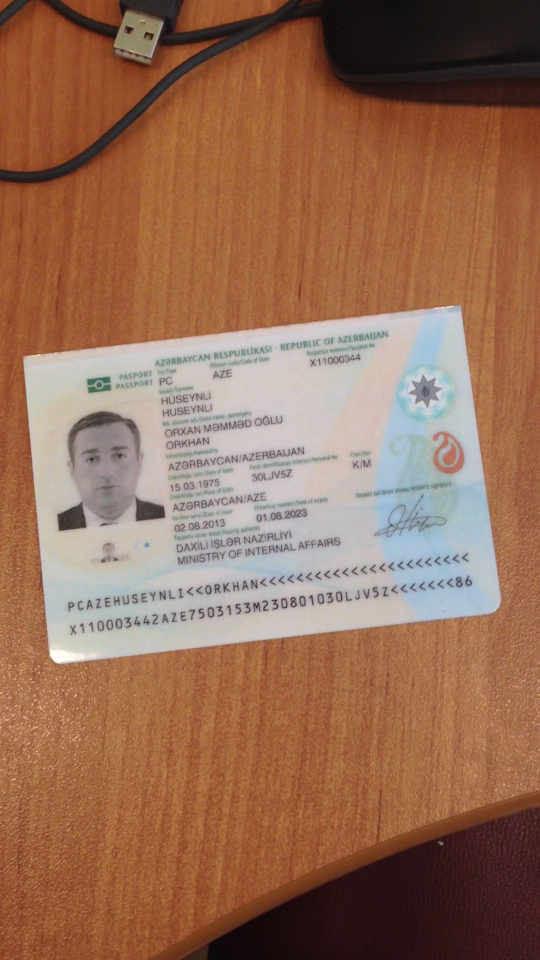 AZƏRBAYCAN RESPUBLİKASI - REPUBLIC OF AZERBAIJAN
PASPORT
PASSPORT
Tip/Type
PC
AZE
X11000344
HUSEYNLİ
HUSEYNLİ
ORXAN MƏMMƏD OĞLU
ORKHAN
AZƏRBAYCAN/AZERBAIJAN
15.03.1975 30LJV5Z K/M
AZƏRBAYCAN/AZE
02.08.2013 01.08.2023
DAXİLİ İŞLƏR NAZİRLİYİ
MINISTRY OF INTERNAL AFFAIRS
PCAZEHUSEYNLI<<ORKHAN<<<<<<<<<<<<<<<<<<<<<<<
X110003442AZE7503153M230801030LJV5Z<<<<<<<86